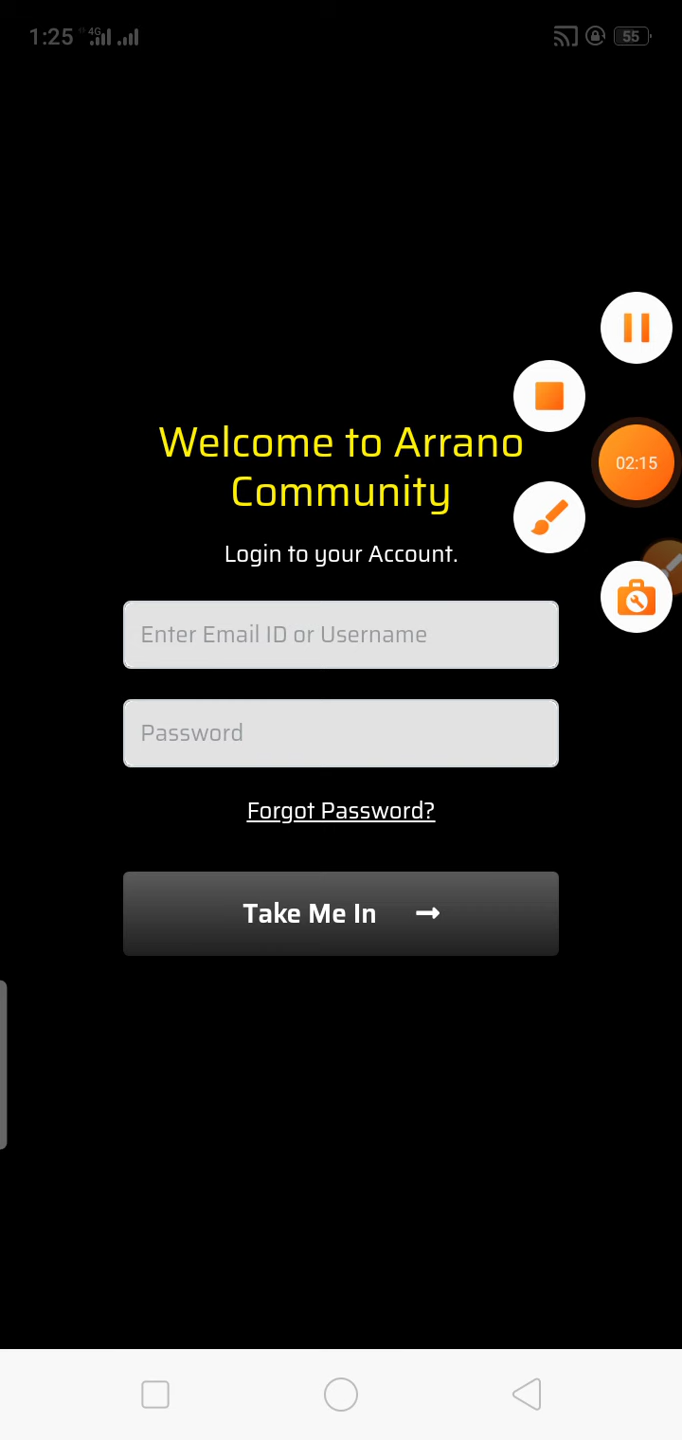 1:25 4G 55
Welcome to Arrano
Community
02:15
Login to your Account.
Enter Email ID or Username
Password
Forgot Password?
Take Me In →